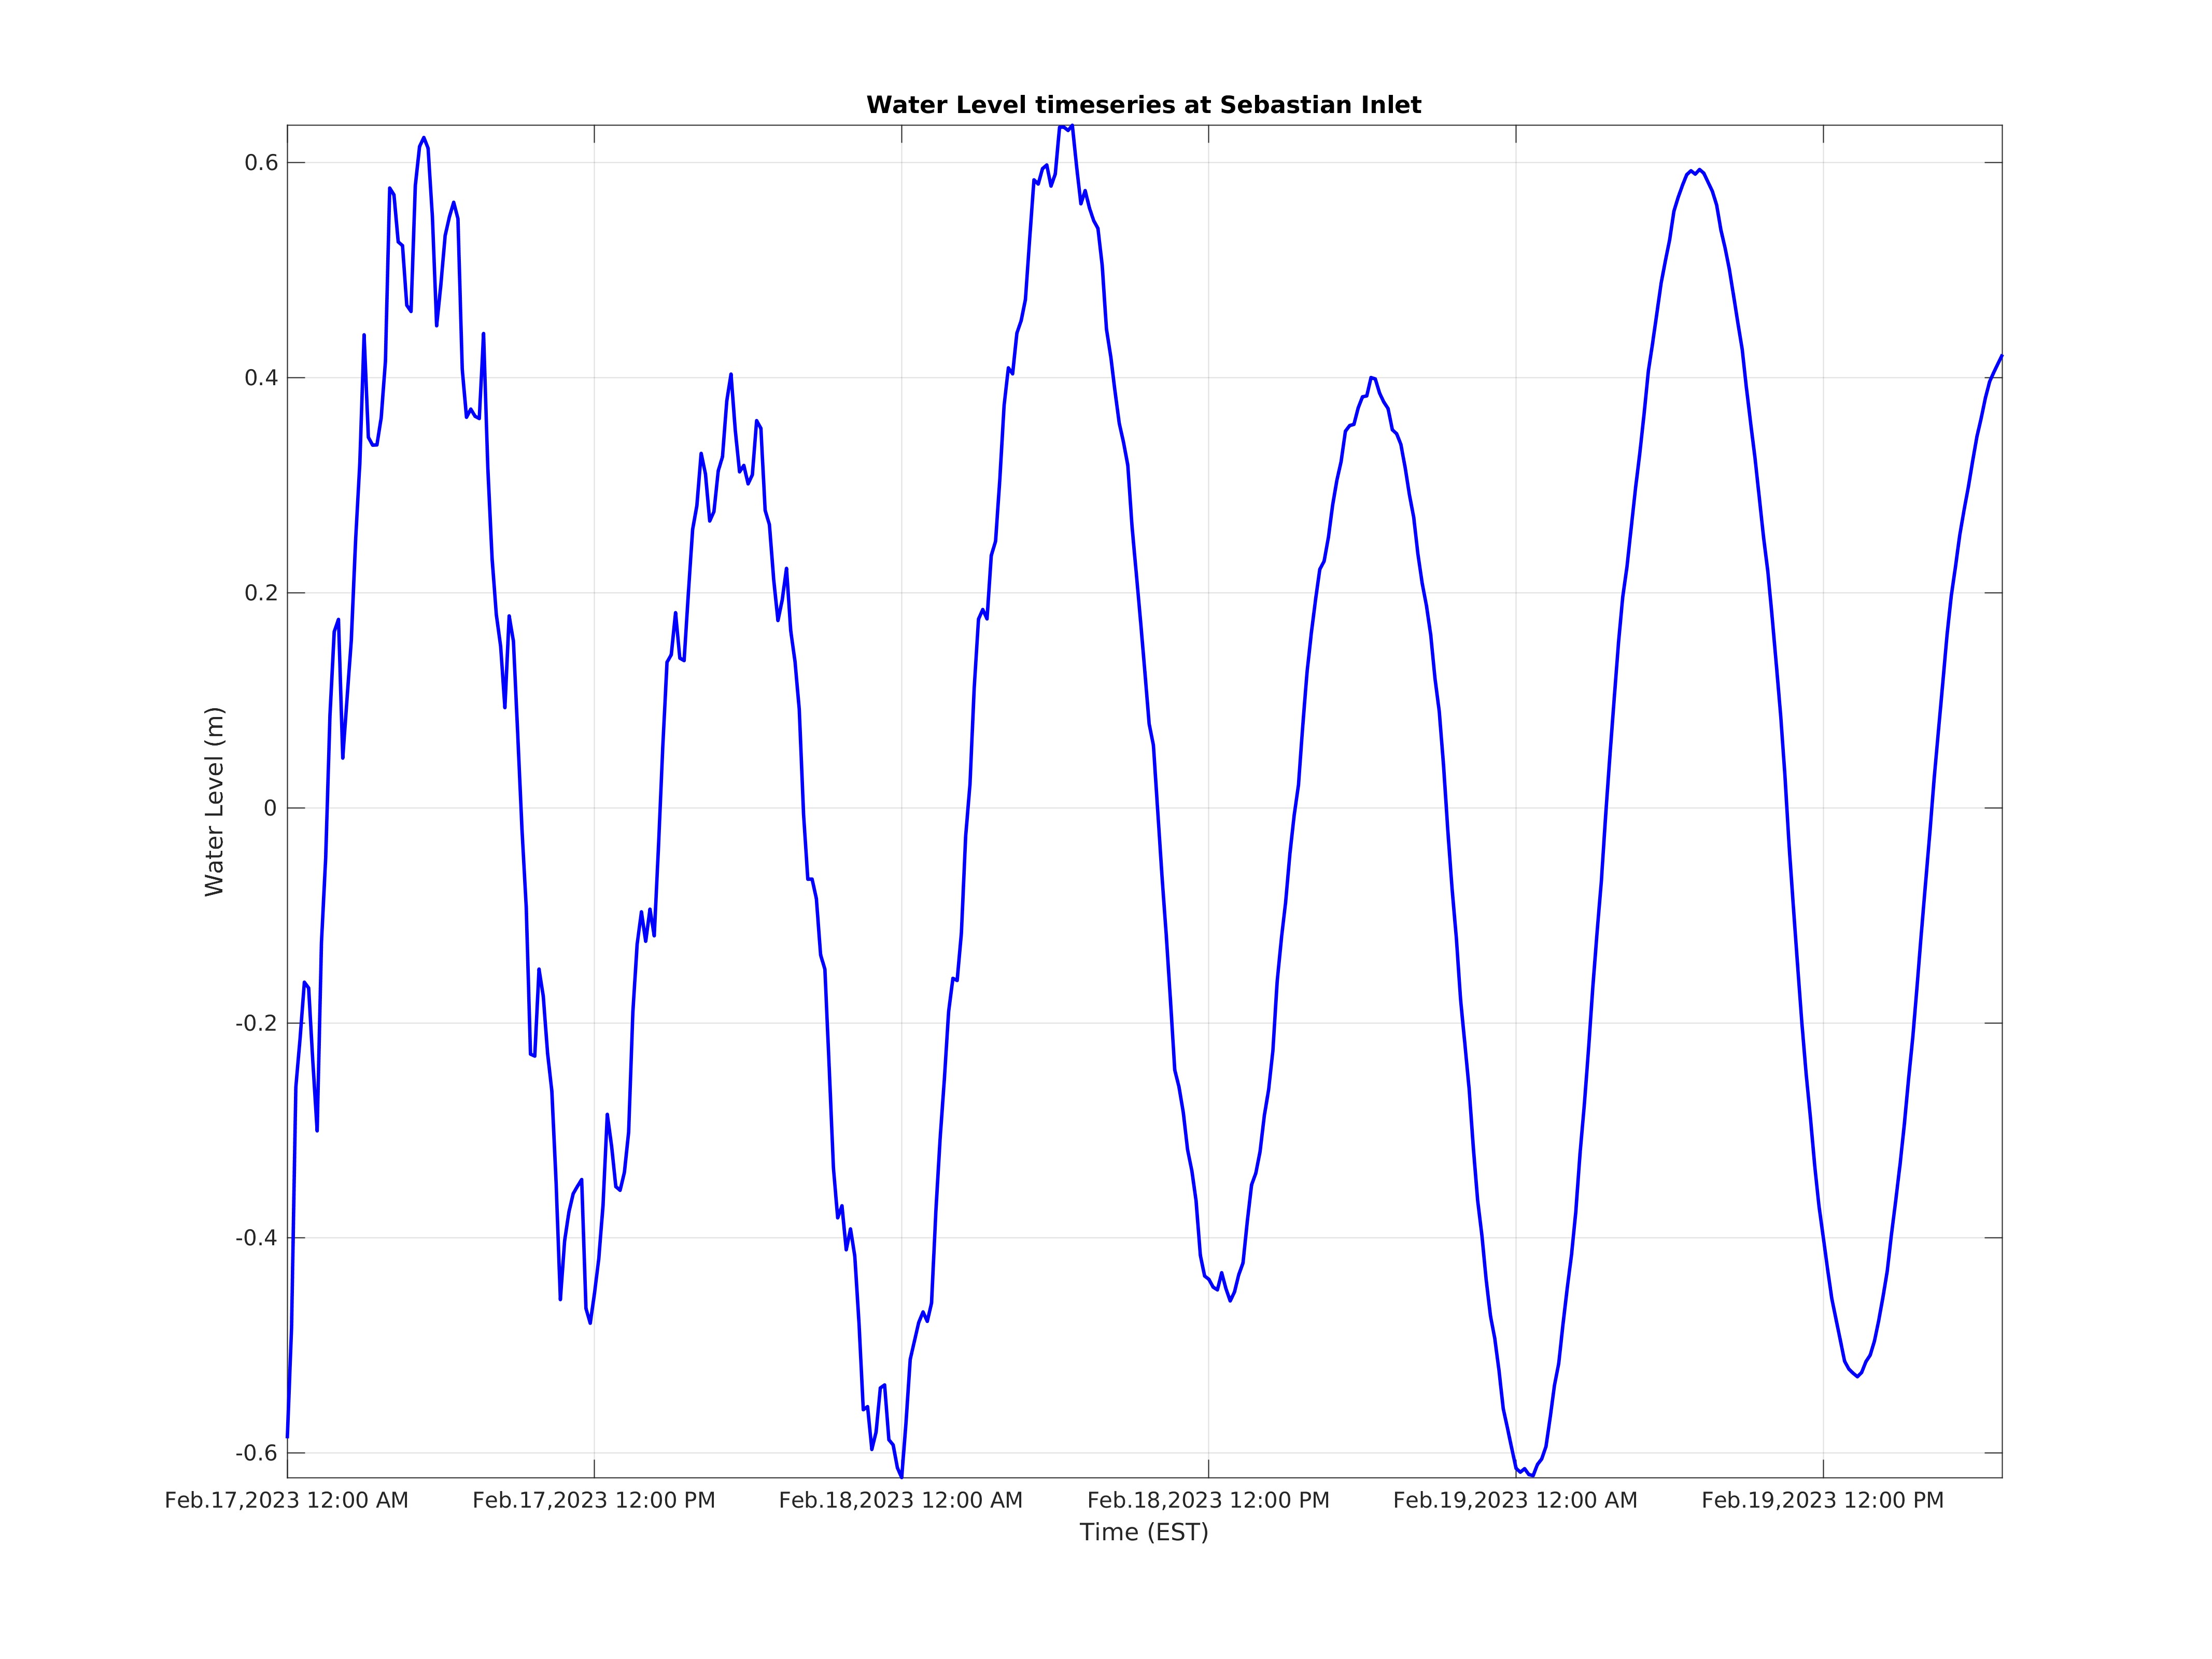 Water Level timeseries at Sebastian Inlet
0.6
0.4
0.2
0
-0.2
-0.4
-0.6
Water Level (m)
Feb.17,2023 12:00 AM
Feb.17,2023 12:00 PM
Feb.18,2023 12:00 AM
Feb.18,2023 12:00 PM
Feb.19,2023 12:00 AM
Feb.19,2023 12:00 PM
Time (EST)